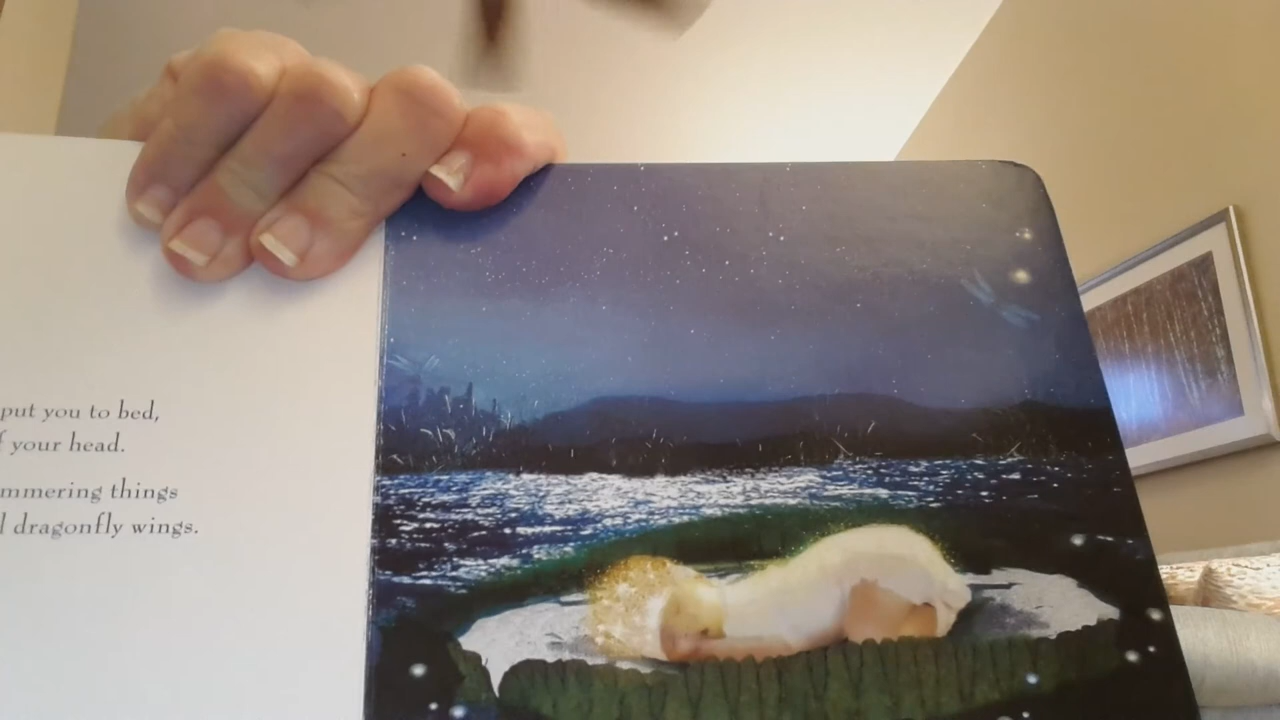 put you to bed,
your head.
mmering things
dragonfly wings.